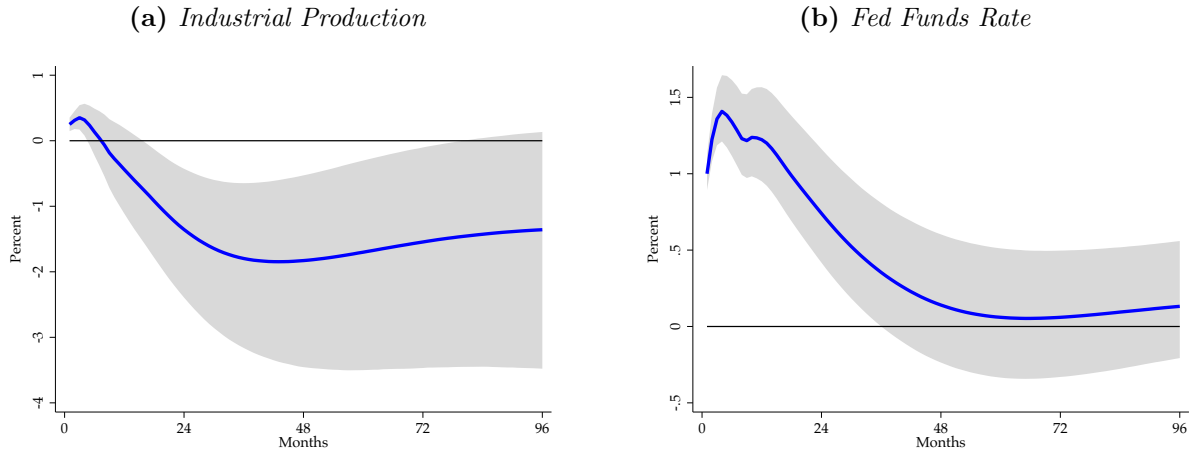 (a) Industrial Production
Percent
1
0
-1
-2
-3
-4
0 24 48 72 96
Months
(b) Fed Funds Rate
Percent
1.5
1
.5
0
-.5
0 24 48 72 96
Months